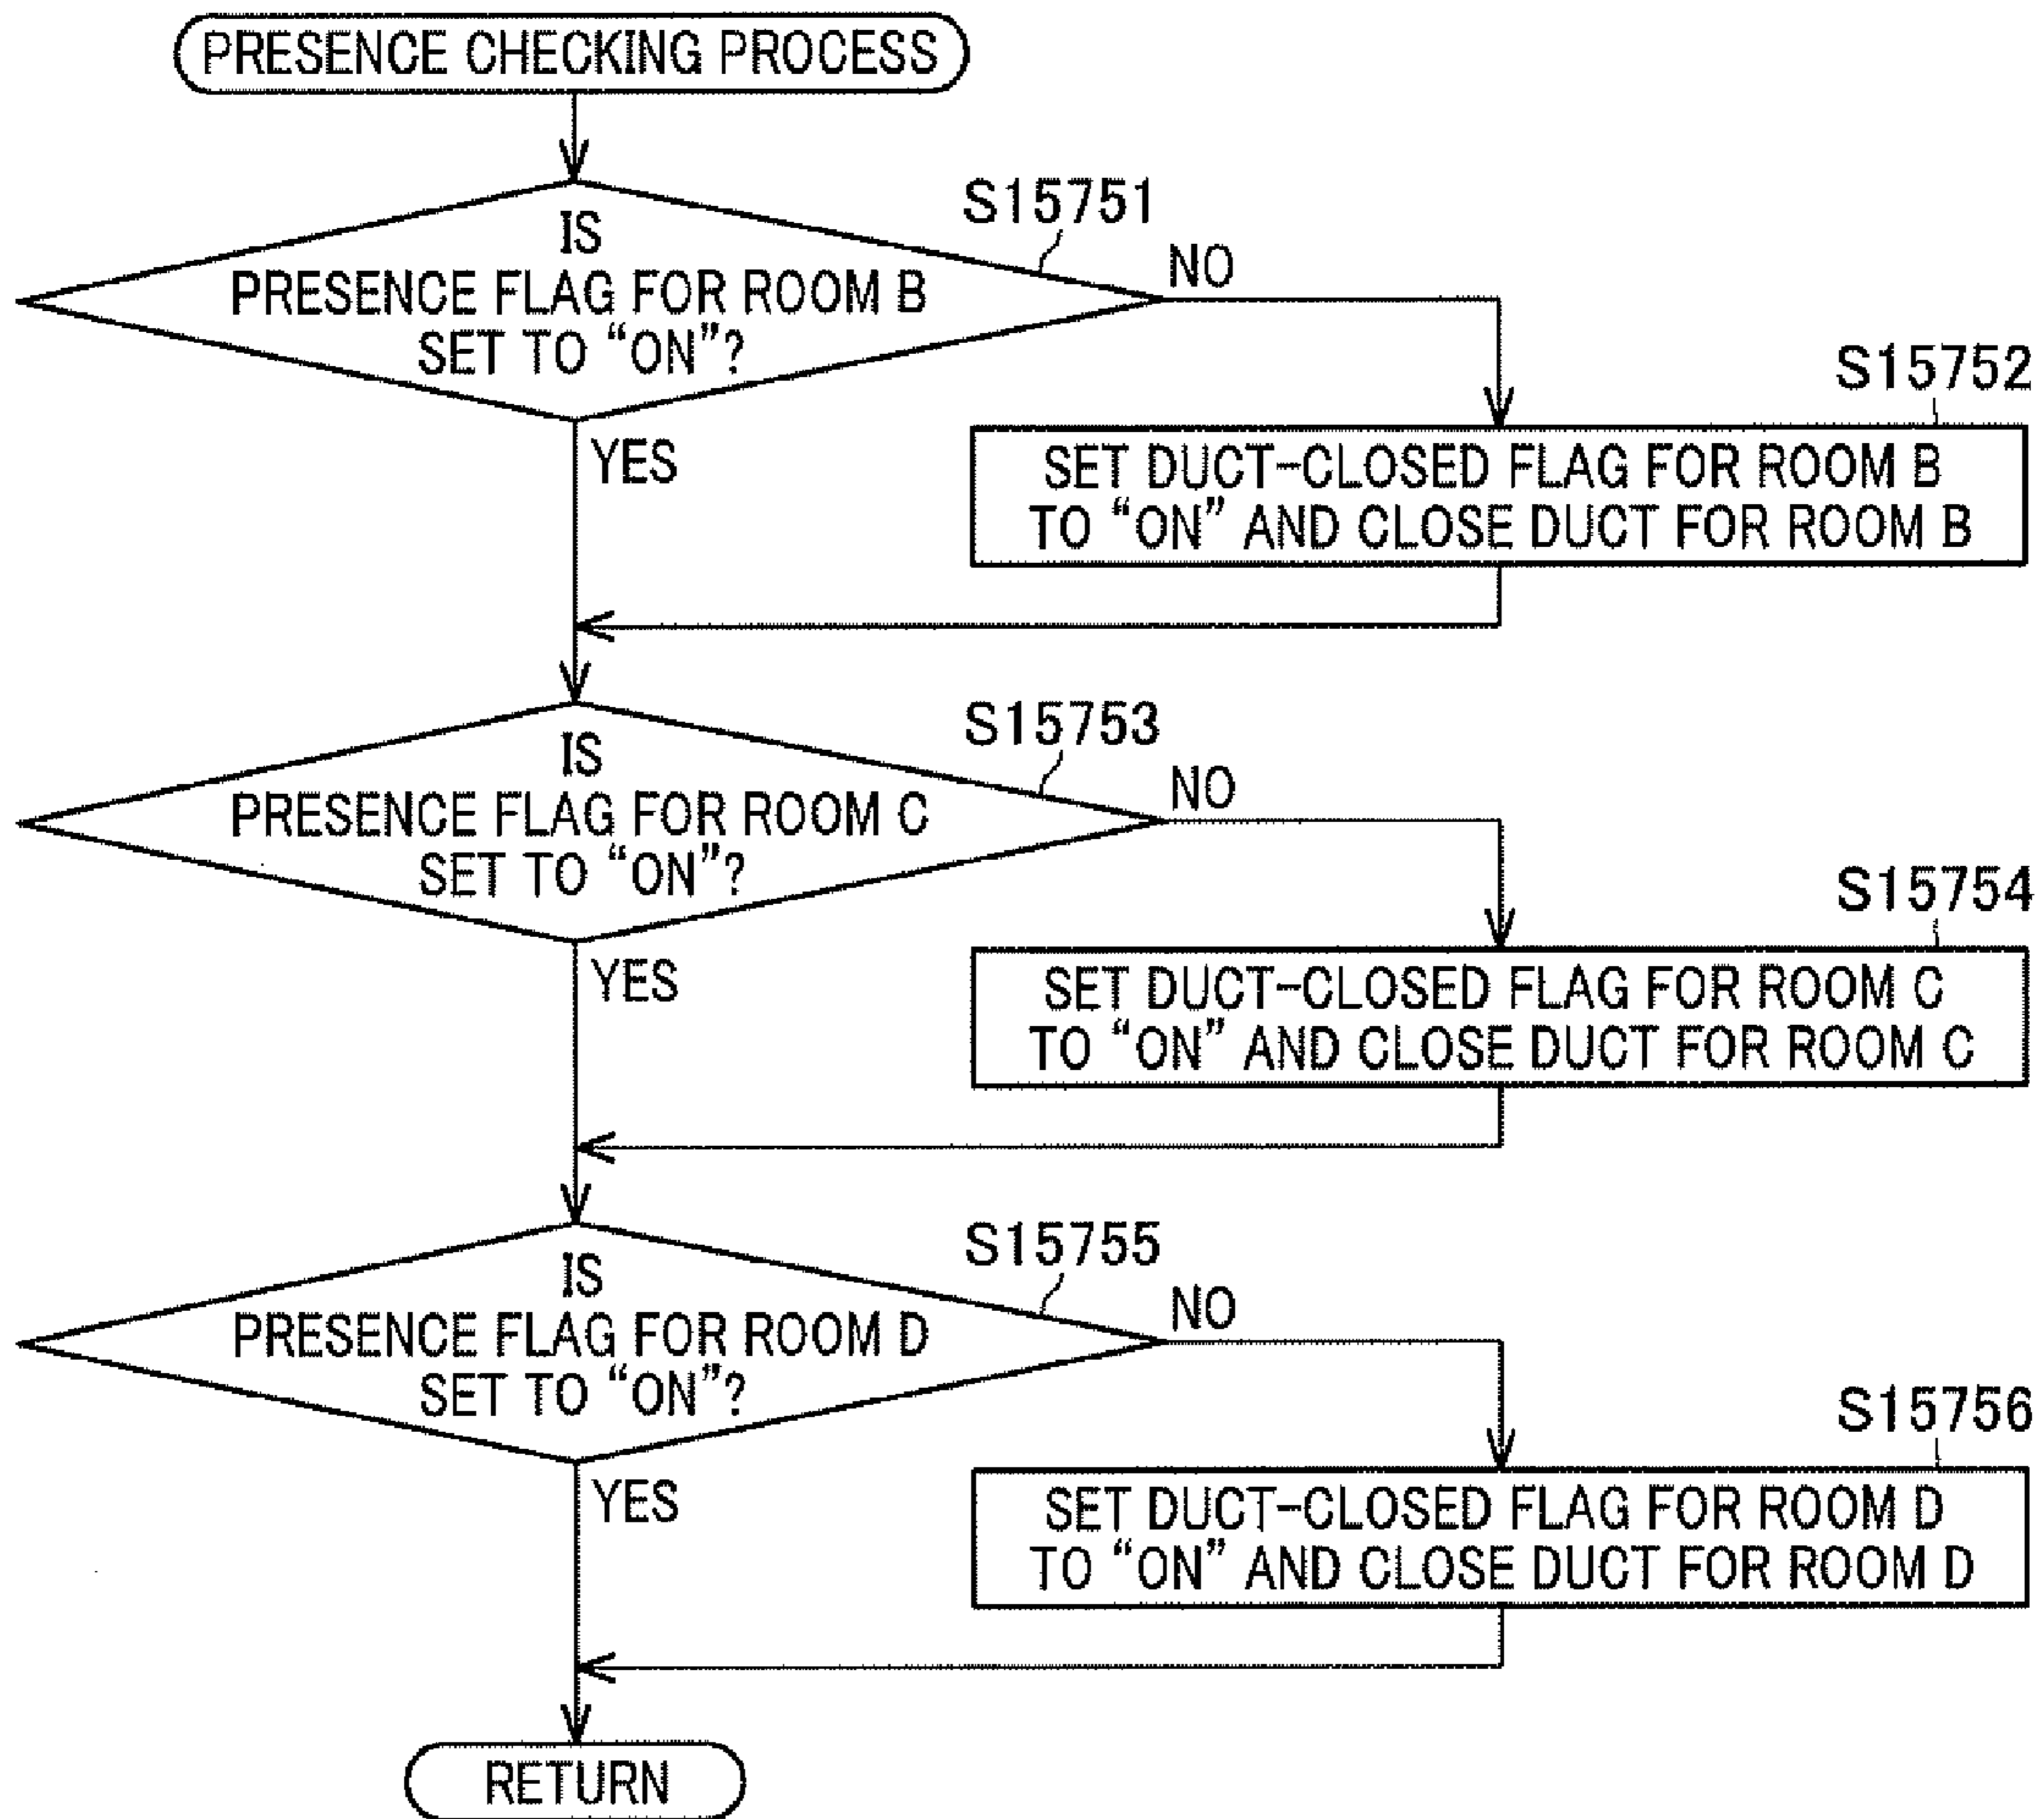 PRESENCE CHECKING PROCESS
S15751
IS
PRESENCE FLAG FOR ROOM B
SET TO “ON”?
NO
YES
S15752
SET DUCT-CLOSED FLAG FOR ROOM B
TO “ON” AND CLOSE DUCT FOR ROOM B
S15753
IS
PRESENCE FLAG FOR ROOM C
SET TO “ON”?
NO
YES
S15754
SET DUCT-CLOSED FLAG FOR ROOM C
TO “ON” AND CLOSE DUCT FOR ROOM C
S15755
IS
PRESENCE FLAG FOR ROOM D
SET TO “ON”?
NO
YES
S15756
SET DUCT-CLOSED FLAG FOR ROOM D
TO “ON” AND CLOSE DUCT FOR ROOM D
RETURN